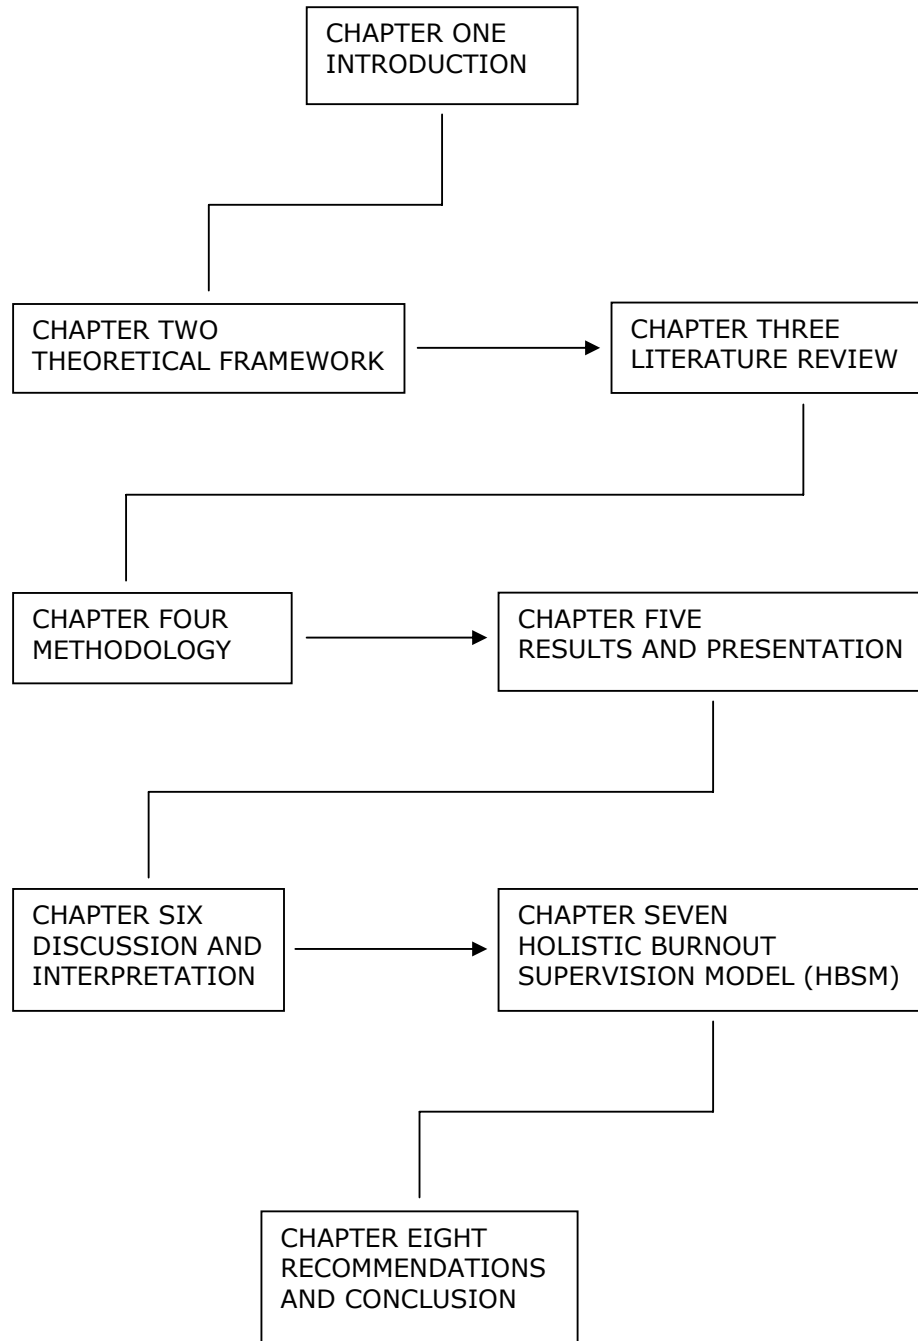 CHAPTER ONE
INTRODUCTION
CHAPTER TWO
THEORETICAL FRAMEWORK
CHAPTER THREE
LITERATURE REVIEW
CHAPTER FOUR
METHODOLOGY
CHAPTER FIVE
RESULTS AND PRESENTATION
CHAPTER SIX
DISCUSSION AND
INTERPRETATION
CHAPTER SEVEN
HOLISTIC BURNOUT
SUPERVISION MODEL (HBSM)
CHAPTER EIGHT
RECOMMENDATIONS
AND CONCLUSION